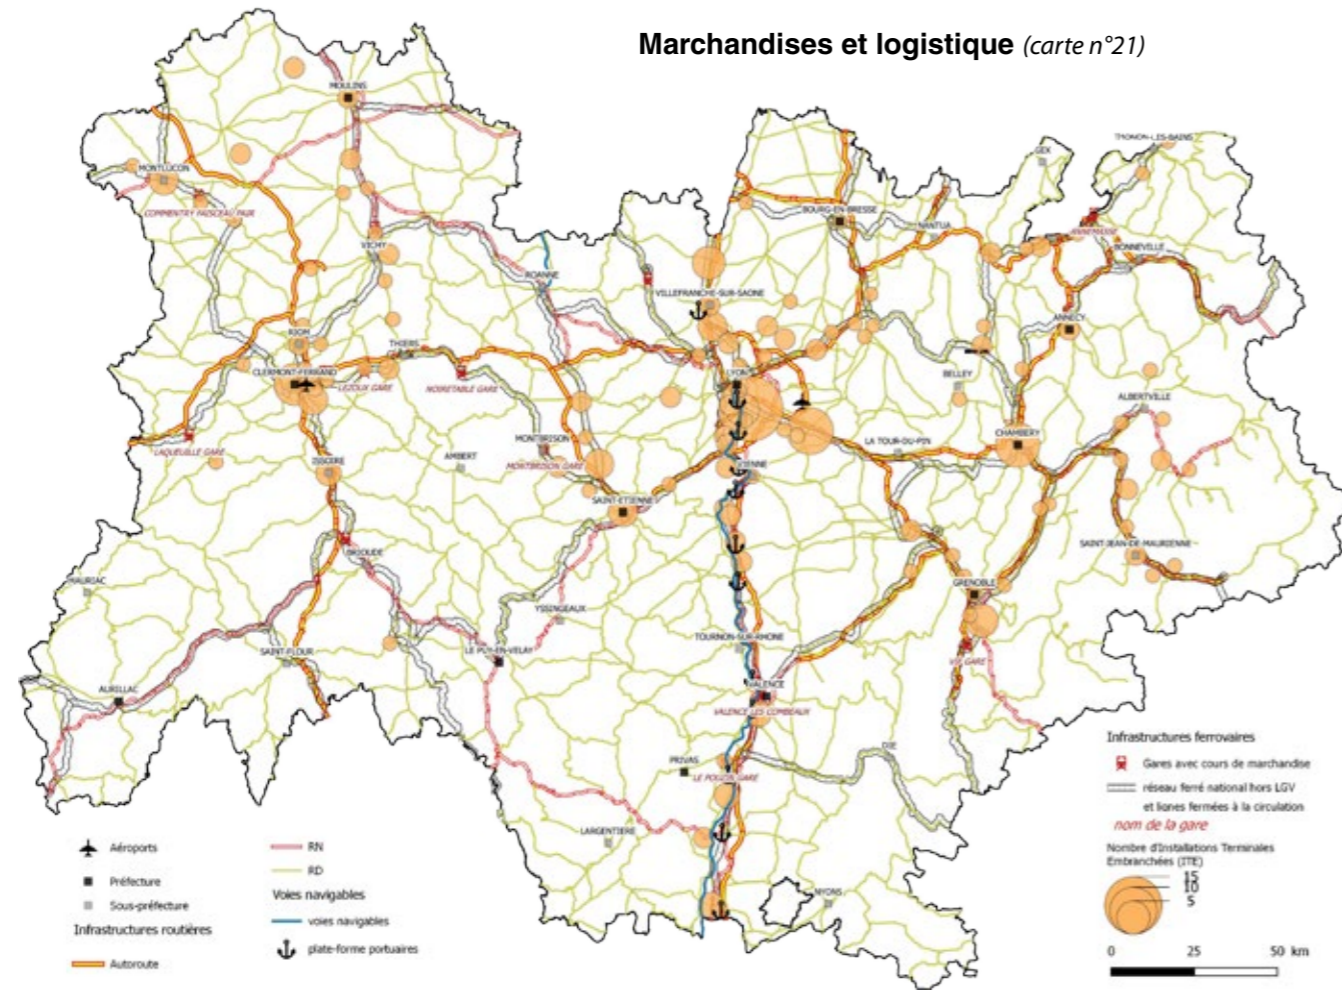 Marchandises et logistique (carte n°21)
MOULINS
THONON-LES-BAINS
GEX
MONTLUCON
COMMENTRY FAISCEAU PAIR
BOURG-EN-BRESSE
NANTUA
ANNEMASSE
BONNEVILLE
VICHY
ROANNE
VILLEFRANCHE-SUR-SAONE
ANNECY
RIOM
THIERS
CLERMONT-FERRAND
LEZOUX GARE
NOIRETABLE GARE
LYON
BELLEY
ALBERTVILLE
MONTBRISON
LA TOUR-DU-PIN
CHAMBERY
LAQUEUILLE GARE
ISSOIRE
AMBERT
MONTBRISON GARE
VIENNE
SAINT-ETIENNE
BRIOUDE
SAINT-JEAN-DE-MAURIENNE
MAURIAC
GRENOBLE
YSSINGEAUX
TOURNON-SUR-RHONE
SAINT-FLOUR
LE PUY-EN-VELAY
VIF GARE
AURILLAC
VALENCE
VALENCE LES COMBEAUX
DIE
PRIVAS
LE POUZIN GARE
LARGENTIERE
NYONS
Aéroports
Préfecture
Sous-préfecture
Infrastructures routières
Autoroute
RN
RD
Voies navigables
voies navigables
plate-forme portuaires
Infrastructures ferrovaires
Gares avec cours de marchandise
réseau ferré national hors LGV
et lignes fermées à la circulation
nom de la gare
Nombre d'Installations Terminales
Embranchées (ITE)
15
10
5
0 25 50 km